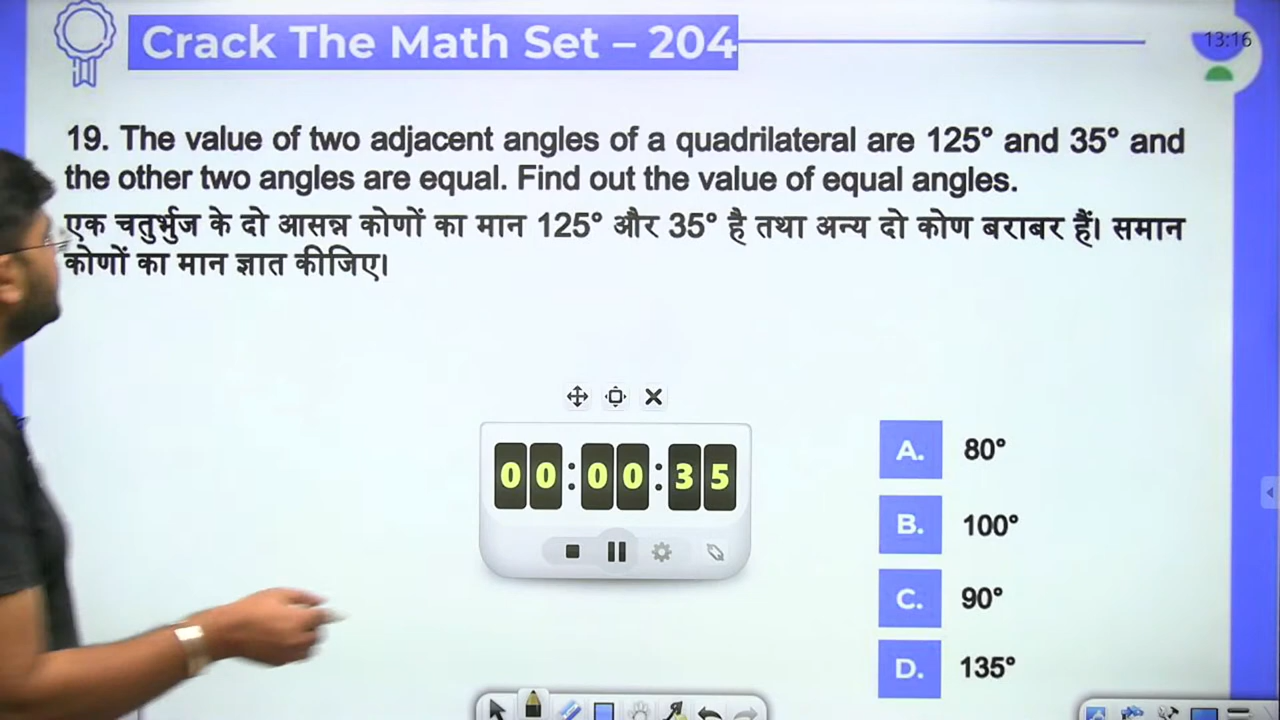 Crack The Math Set – 204
13:16
19. The value of two adjacent angles of a quadrilateral are 125° and 35° and
the other two angles are equal. Find out the value of equal angles.
एक चतुर्भुज के दो आसन्न कोणों का मान 125° और 35° है तथा अन्य दो कोण बराबर हैं। समान
कोणों का मान ज्ञात कीजिए।
00:00:35
A. 80°
B. 100°
C. 90°
D. 135°